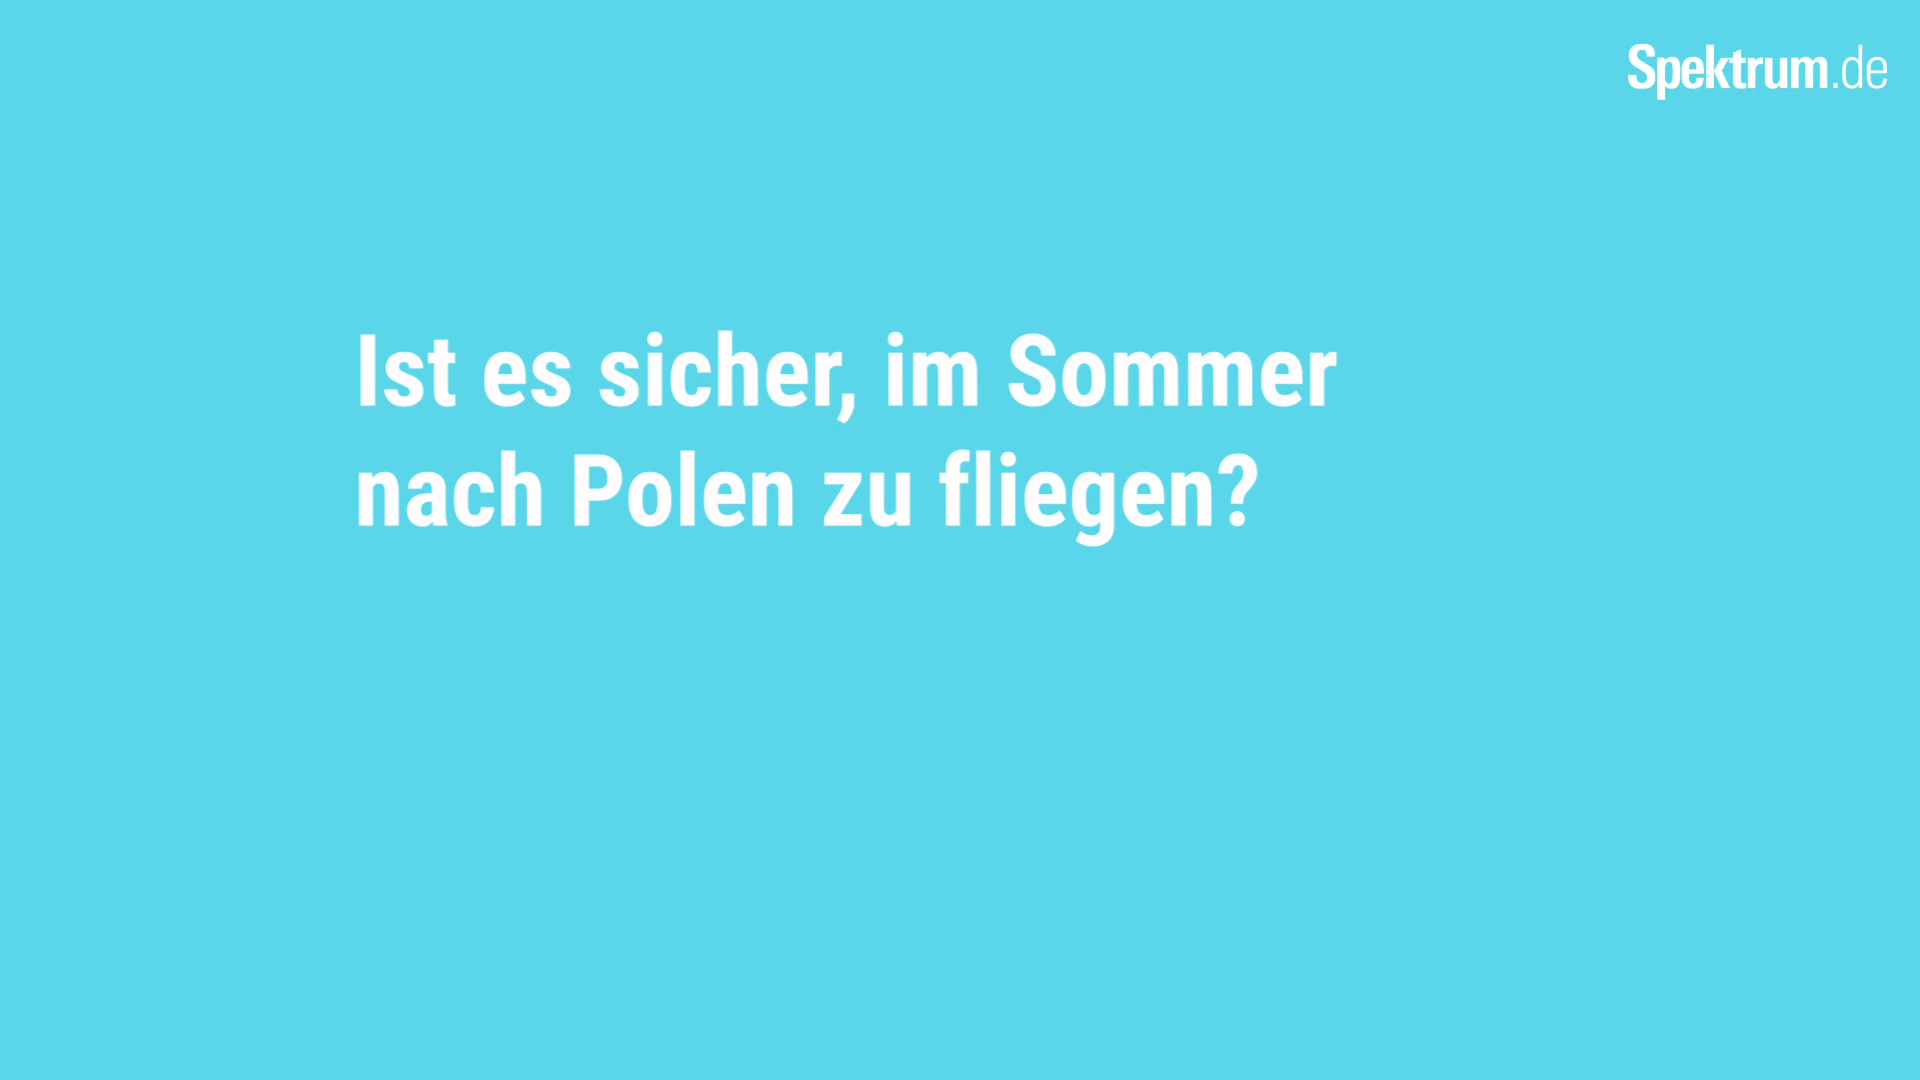 Spektrum.de
Ist es sicher, im Sommer
nach Polen zu fliegen?